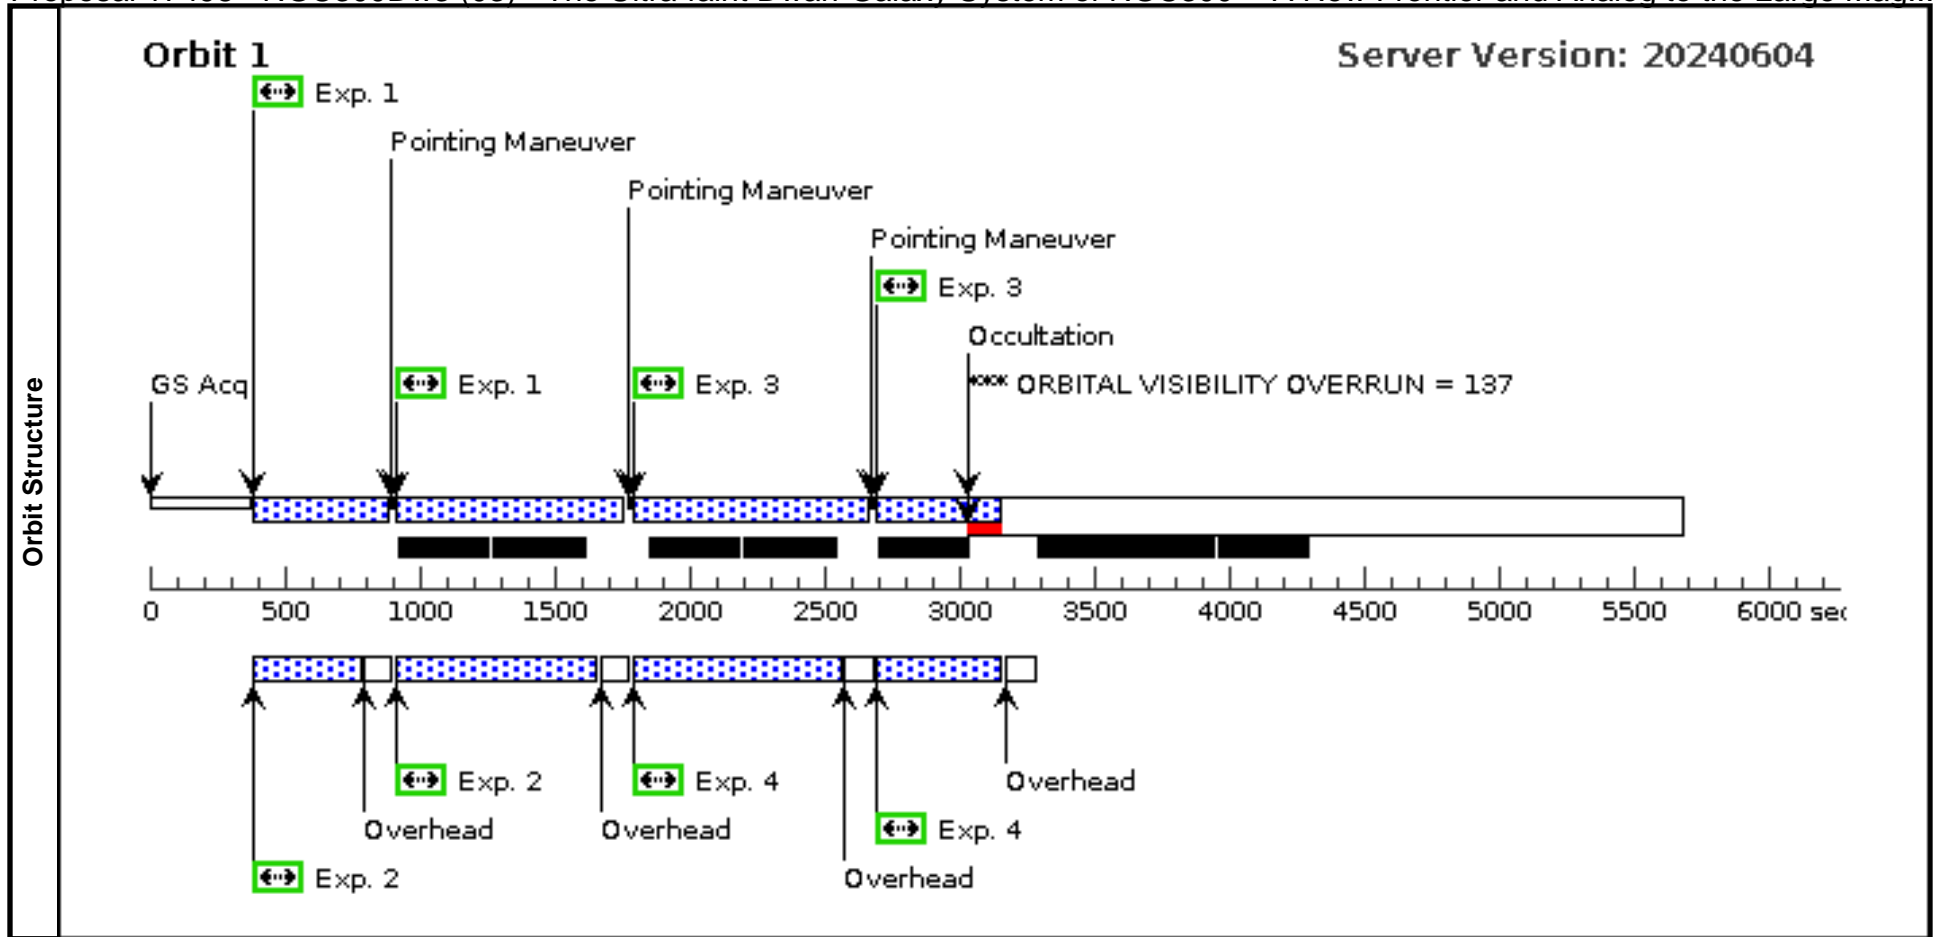 Orbit 1
Server Version: 20240604
Exp. 1
Pointing Maneuver
Pointing Maneuver
Pointing Maneuver
Exp. 3
Occultation
GS Acq
Exp. 1
Exp. 3
**** ORBITAL VISIBILITY OVERRUN = 137
Orbit Structure
0 500 1000 1500 2000 2500 3000 3500 4000 4500 5000 5500 6000 sec
Exp. 2
Exp. 4
Overhead
Overhead
Overhead
Exp. 4
Exp. 2
Overhead